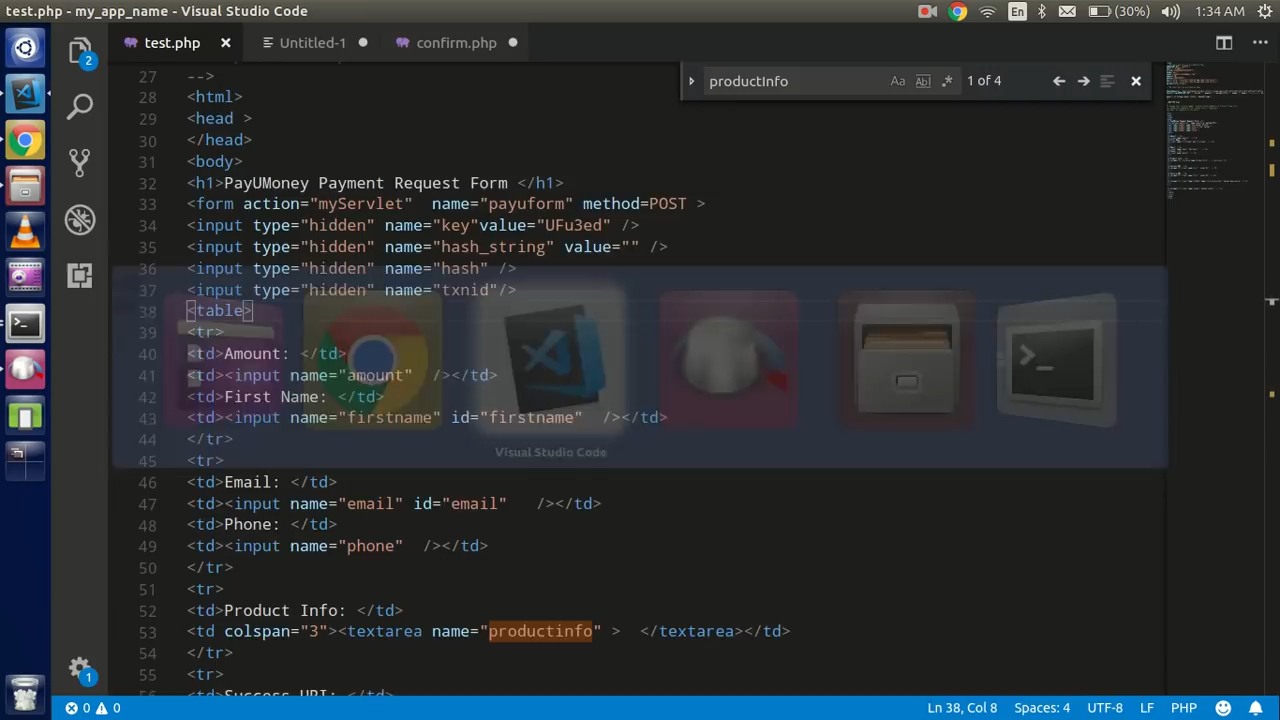 test.php - my_app_name - Visual Studio Code
En
(30%)
1:34 AM
2
test.php
Untitled-1
confirm.php
productInfo
Aa
Ab
.*
1 of 4
27 -->
28 <html>
29 <head >
30 </head>
31 <body>
32 <h1>PayUMoney Payment Request Form </h1>
33 <form action="myServlet"  name="payuform" method=POST >
34 <input type="hidden" name="key"value="UFu3ed" />
35 <input type="hidden" name="hash_string" value="" />
36 <input type="hidden" name="hash" />
37 <input type="hidden" name="txnid"/>
38 <table>
39 <tr>
40 <td>Amount: </td>
41 <td><input name="amount"  /></td>
42 <td>First Name: </td>
43 <td><input name="firstname" id="firstname"  /></td>
44 </tr>
Visual Studio Code
45 <tr>
46 <td>Email: </td>
47 <td><input name="email" id="email"   /></td>
48 <td>Phone: </td>
49 <td><input name="phone"  /></td>
50 </tr>
51 <tr>
52 <td>Product Info: </td>
53 <td colspan="3"><textarea name="productinfo" >  </textarea></td>
54 </tr>
55 <tr>
56 <td>Success URI: </td>
1
0
0
Ln 38, Col 8
Spaces: 4
UTF-8
LF
PHP